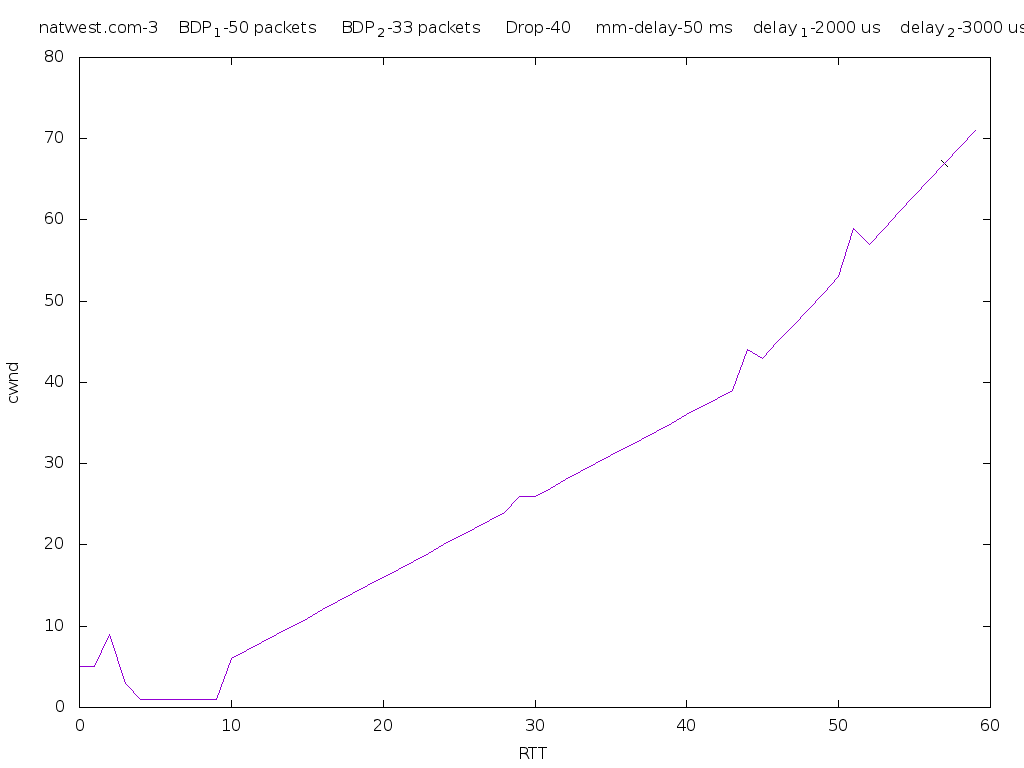 natwest.com-3 BDP1-50 packets BDP2-33 packets Drop-40 mm-delay-50 ms delay1-2000 us delay2-3000 us
80
70
60
50
40
30
20
10
0
cwnd
0 10 20 30 40 50 60
RTT